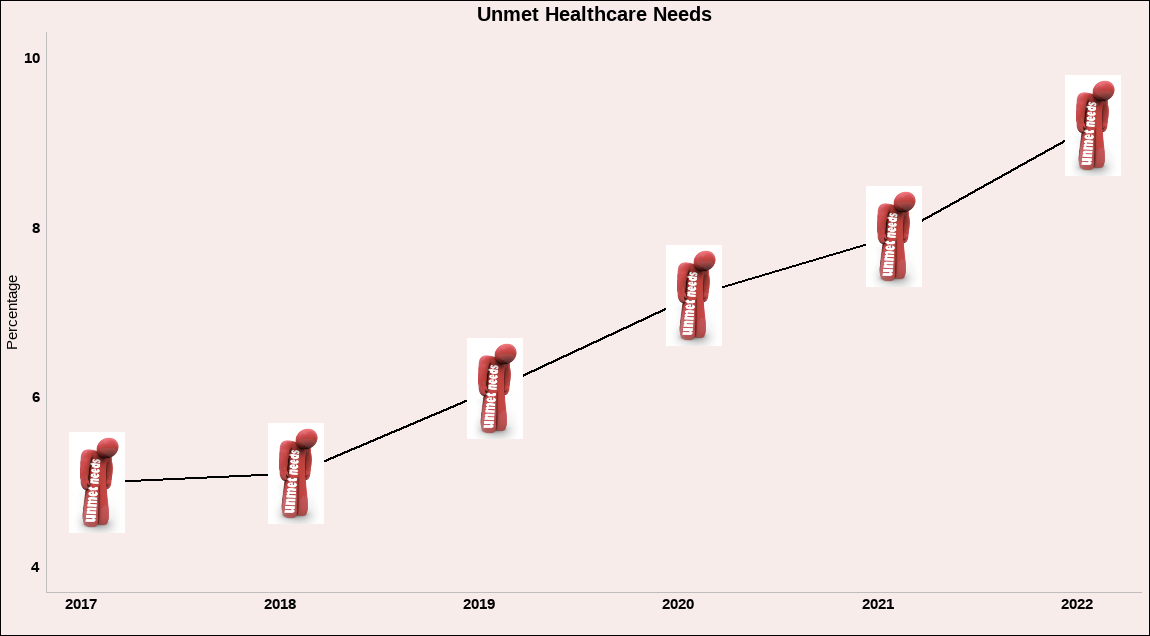 Unmet Healthcare Needs
10
8
6
4
Percentage
unmet needs
unmet needs
unmet needs
unmet needs
unmet needs
unmet needs
2017 2018 2019 2020 2021 2022